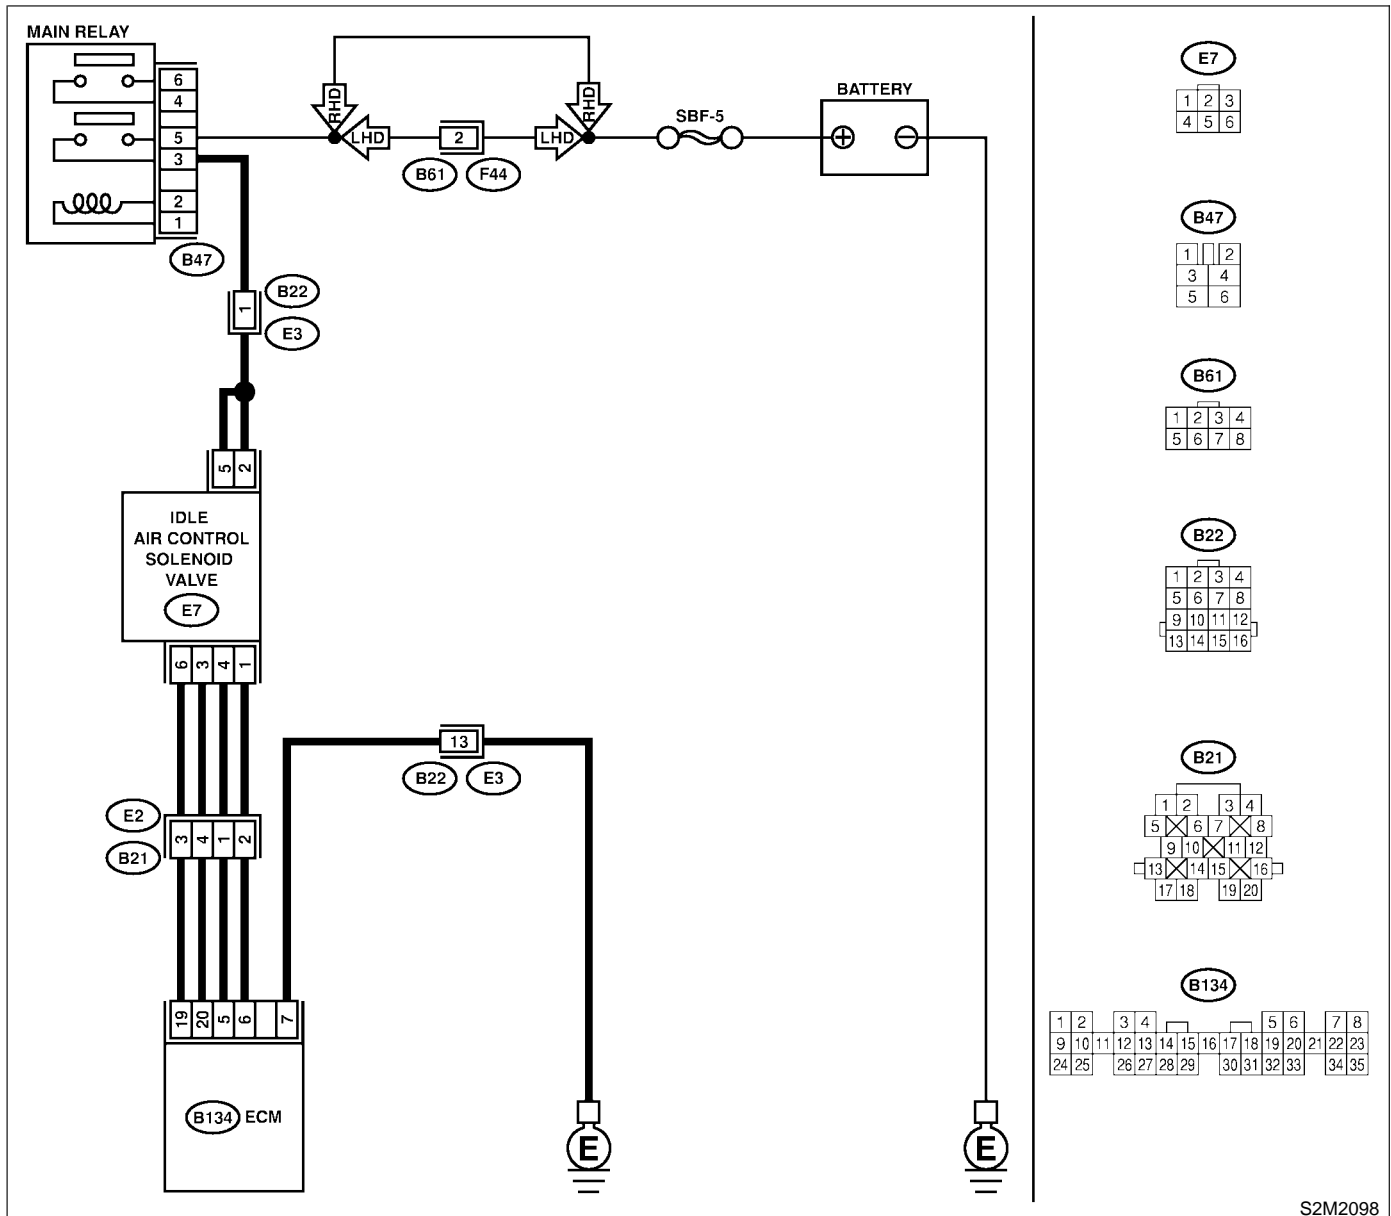 MAIN RELAY
6
4
5
3
2
1
B47
RHD
LHD
2
LHD
RHD
B61
F44
SBF-5
BATTERY
+
−
1
B22
E3
5 2
IDLE
AIR CONTROL
SOLENOID
VALVE
E7
6 3 4 1
E2
B21
3 4 1 2
13
B22
E3
19 20 5 6 7
B134 ECM
E
E
E7
1 2 3
4 5 6
B47
1 2
3 4
5 6
B61
1 2 3 4
5 6 7 8
B22
1 2 3 4
5 6 7 8
9 10 11 12
13 14 15 16
B21
1 2 3 4
5 6 7 8
9 10 11 12
13 14 15 16
17 18 19 20
B134
1 2 3 4 5 6 7 8
9 10 11 12 13 14 15 16 17 18 19 20 21 22 23
24 25 26 27 28 29 30 31 32 33 34 35
S2M2098